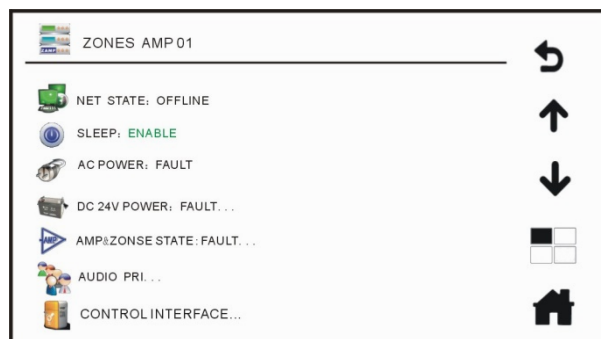 ZONES AMP 01
NET STATE: OFFLINE
SLEEP: ENABLE
AC POWER: FAULT
DC 24V POWER: FAULT...
AMP&ZONSE STATE: FAULT...
AUDIO PRI...
CONTROL INTERFACE...